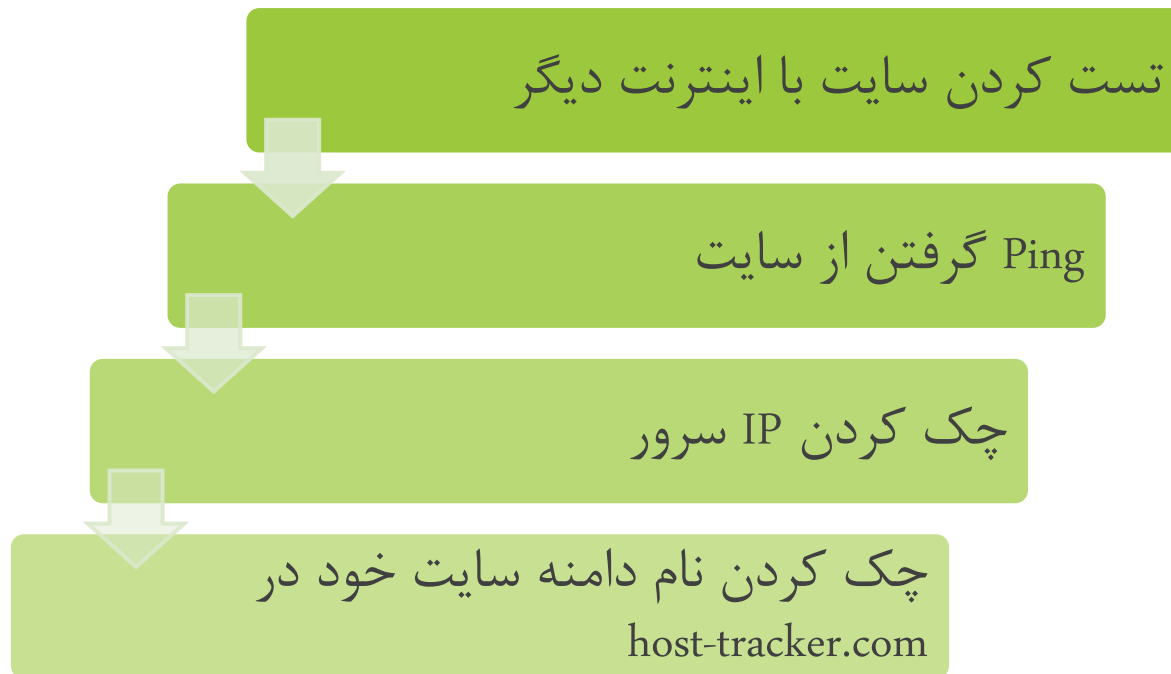 تست کردن سایت با اینترنت دیگر
Ping گرفتن از سایت
چک کردن IP سرور
چک کردن نام دامنه سایت خود در
host-tracker.com